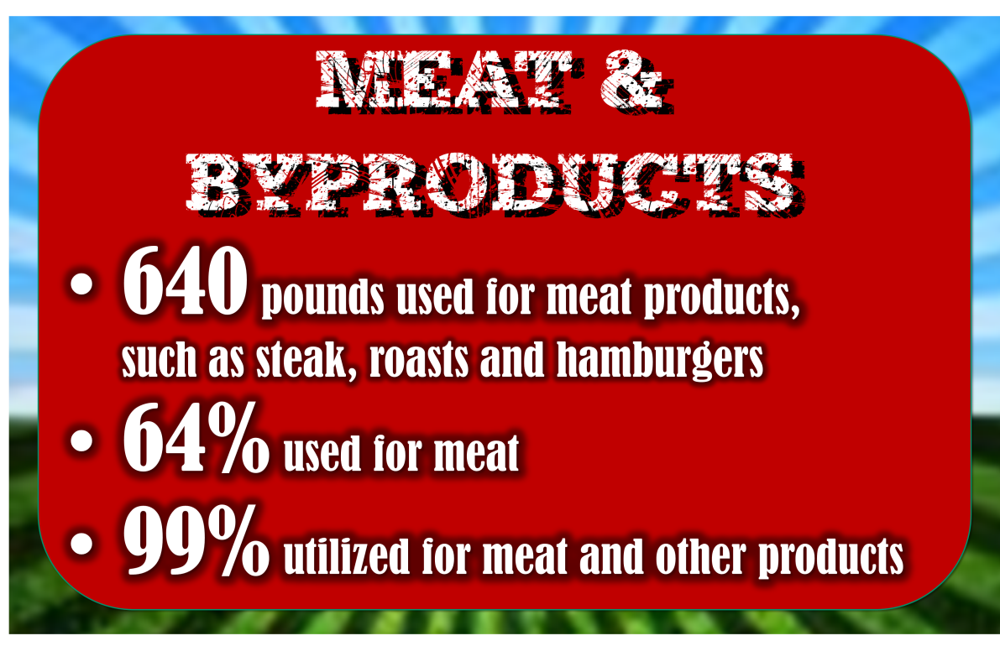 MEAT &
BYPRODUCTS
• 640 pounds used for meat products,
such as steak, roasts and hamburgers
• 64% used for meat
• 99% utilized for meat and other products